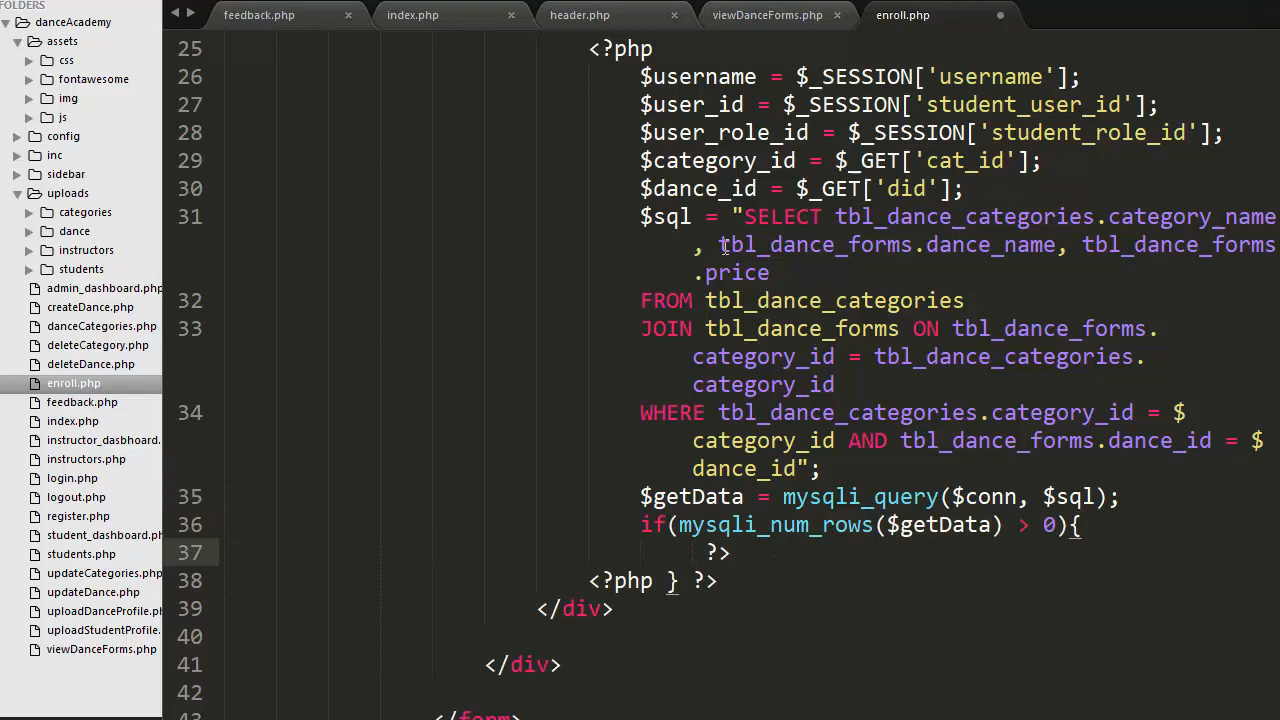 FOLDERS
danceAcademy
assets
css
fontawesome
img
js
config
inc
sidebar
uploads
categories
dance
instructors
students
admin_dashboard.php
createDance.php
danceCategories.php
deleteCategory.php
deleteDance.php
enroll.php
feedback.php
index.php
instructor_dasbhoard.
instructors.php
login.php
logout.php
register.php
student_dashboard.ph
students.php
updateCategories.php
updateDance.php
uploadDanceProfile.ph
uploadStudentProfile.
viewDanceForms.php
feedback.php × index.php × header.php × viewDanceForms.php × enroll.php
25 <?php
26 $username = $_SESSION['username'];
27 $user_id = $_SESSION['student_user_id'];
28 $user_role_id = $_SESSION['student_role_id'];
29 $category_id = $_GET['cat_id'];
30 $dance_id = $_GET['did'];
31 $sql = "SELECT tbl_dance_categories.category_name
, tbl_dance_forms.dance_name, tbl_dance_forms
.price
32 FROM tbl_dance_categories
33 JOIN tbl_dance_forms ON tbl_dance_forms.
category_id = tbl_dance_categories.
category_id
34 WHERE tbl_dance_categories.category_id = $
category_id AND tbl_dance_forms.dance_id = $
dance_id";
35 $getData = mysqli_query($conn, $sql);
36 if(mysqli_num_rows($getData) > 0){
37 ?>
38 <?php } ?>
39 </div>
40
41 </div>
42
43 </form>